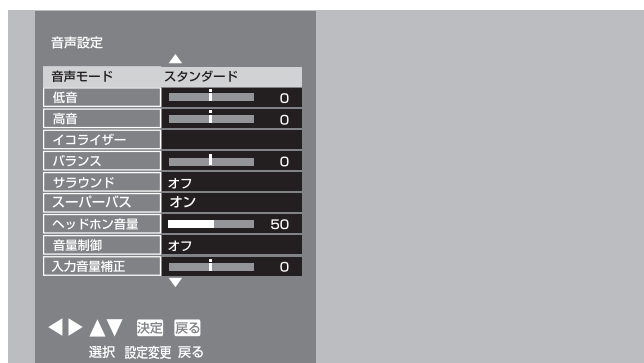 音声設定
音声モード スタンダード
低音 0
高音 0
イコライザー
バランス 0
サラウンド オフ
スーパーバス オン
ヘッドホン音量 50
音量制御 オフ
入力音量補正 0
決定 戻る
選択 設定変更 戻る